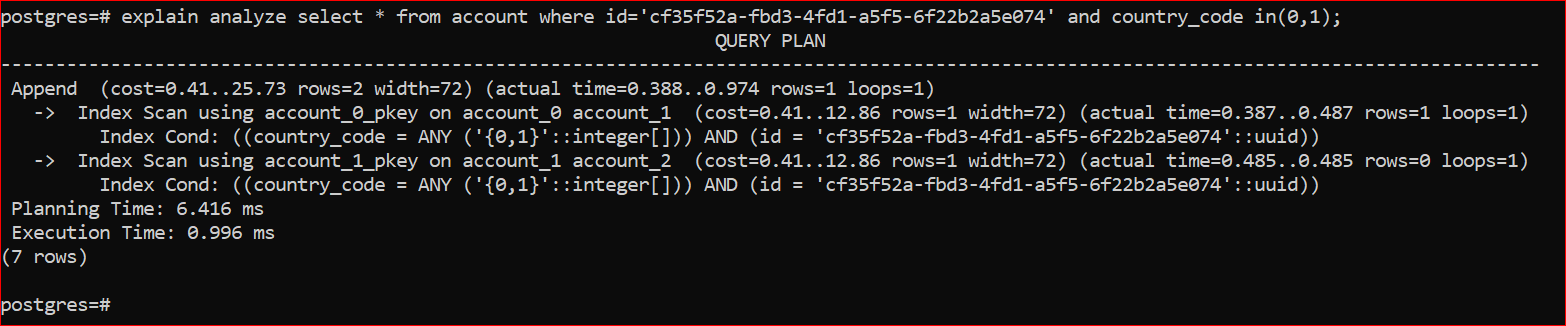 postgres=# explain analyze select * from account where id='cf35f52a-fbd3-4fd1-a5f5-6f22b2a5e074' and country_code in(0,1);
QUERY PLAN
-----------------------------------------------------------------------------------------------------------------------------------------
Append  (cost=0.41..25.73 rows=2 width=72) (actual time=0.388..0.974 rows=1 loops=1)
  ->  Index Scan using account_0_pkey on account_0 account_1  (cost=0.41..12.86 rows=1 width=72) (actual time=0.387..0.487 rows=1 loops=1)
        Index Cond: ((country_code = ANY ('{0,1}'::integer[])) AND (id = 'cf35f52a-fbd3-4fd1-a5f5-6f22b2a5e074'::uuid))
  ->  Index Scan using account_1_pkey on account_1 account_2  (cost=0.41..12.86 rows=1 width=72) (actual time=0.485..0.485 rows=0 loops=1)
        Index Cond: ((country_code = ANY ('{0,1}'::integer[])) AND (id = 'cf35f52a-fbd3-4fd1-a5f5-6f22b2a5e074'::uuid))
Planning Time: 6.416 ms
Execution Time: 0.996 ms
(7 rows)
postgres=#